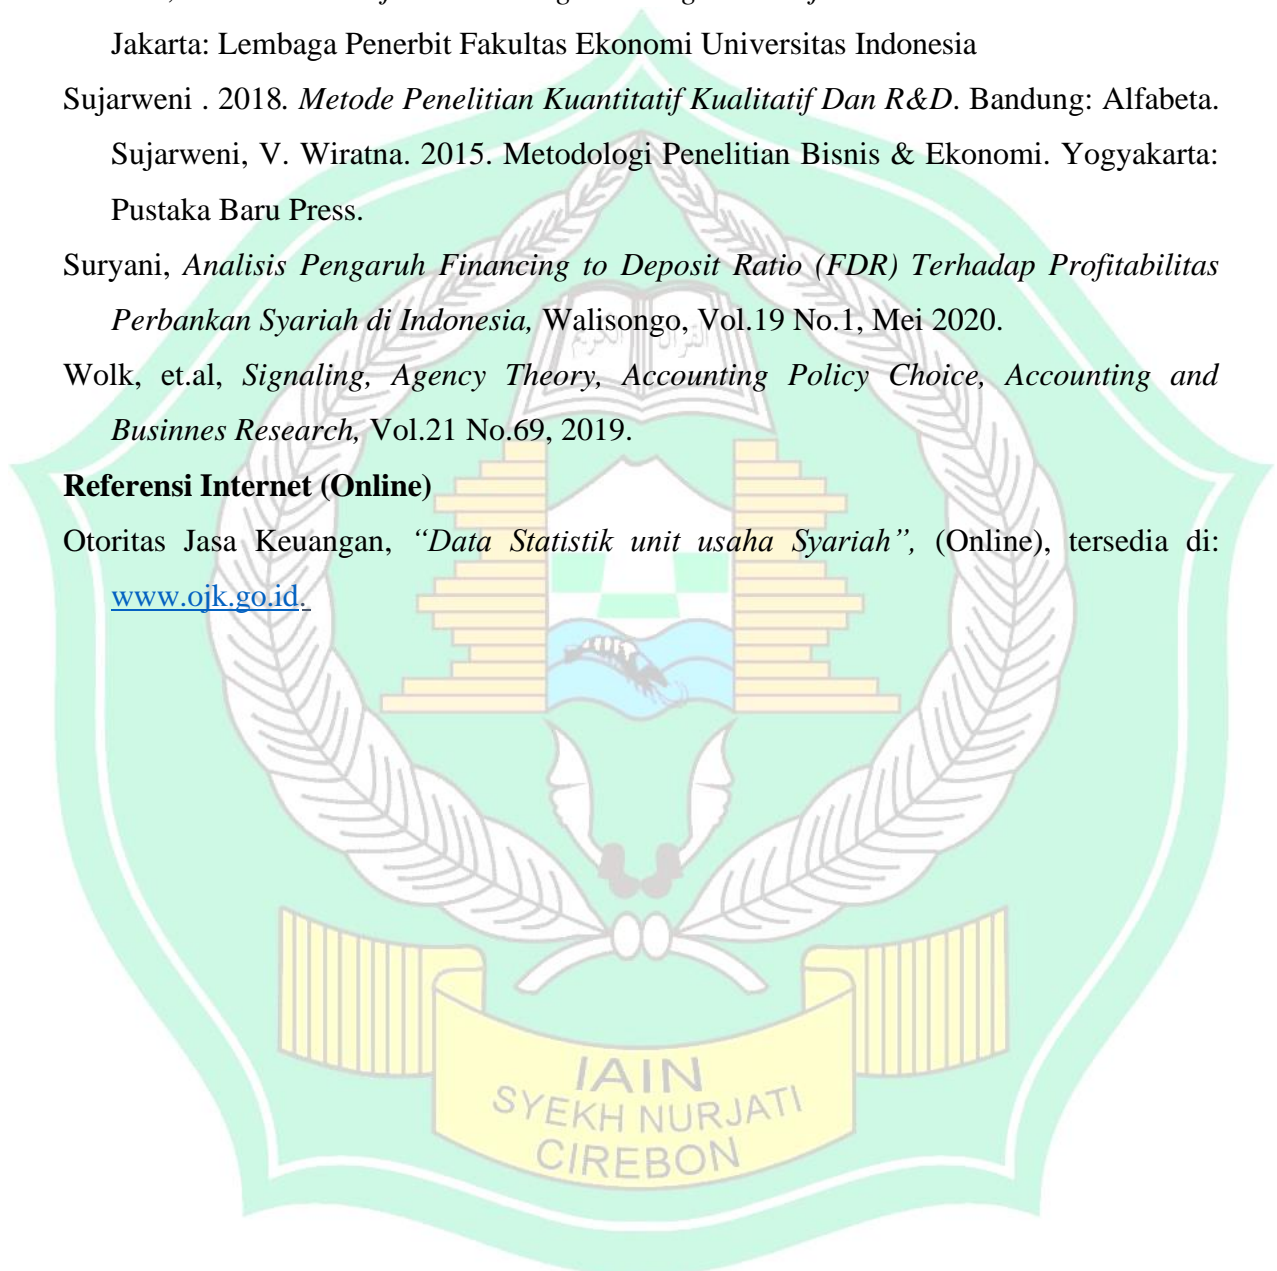 Jakarta: Lembaga Penerbit Fakultas Ekonomi Universitas Indonesia
Sujarweni . 2018. Metode Penelitian Kuantitatif Kualitatif Dan R&D. Bandung: Alfabeta.
Sujarweni, V. Wiratna. 2015. Metodologi Penelitian Bisnis & Ekonomi. Yogyakarta:
Pustaka Baru Press.
Suryani, Analisis Pengaruh Financing to Deposit Ratio (FDR) Terhadap Profitabilitas
Perbankan Syariah di Indonesia, Walisongo, Vol.19 No.1, Mei 2020.
Wolk, et.al, Signaling, Agency Theory, Accounting Policy Choice, Accounting and
Businnes Research, Vol.21 No.69, 2019.
Referensi Internet (Online)
Otoritas Jasa Keuangan, “Data Statistik unit usaha Syariah”, (Online), tersedia di:
www.ojk.go.id.
IAIN
SYEKH NURJATI
CIREBON